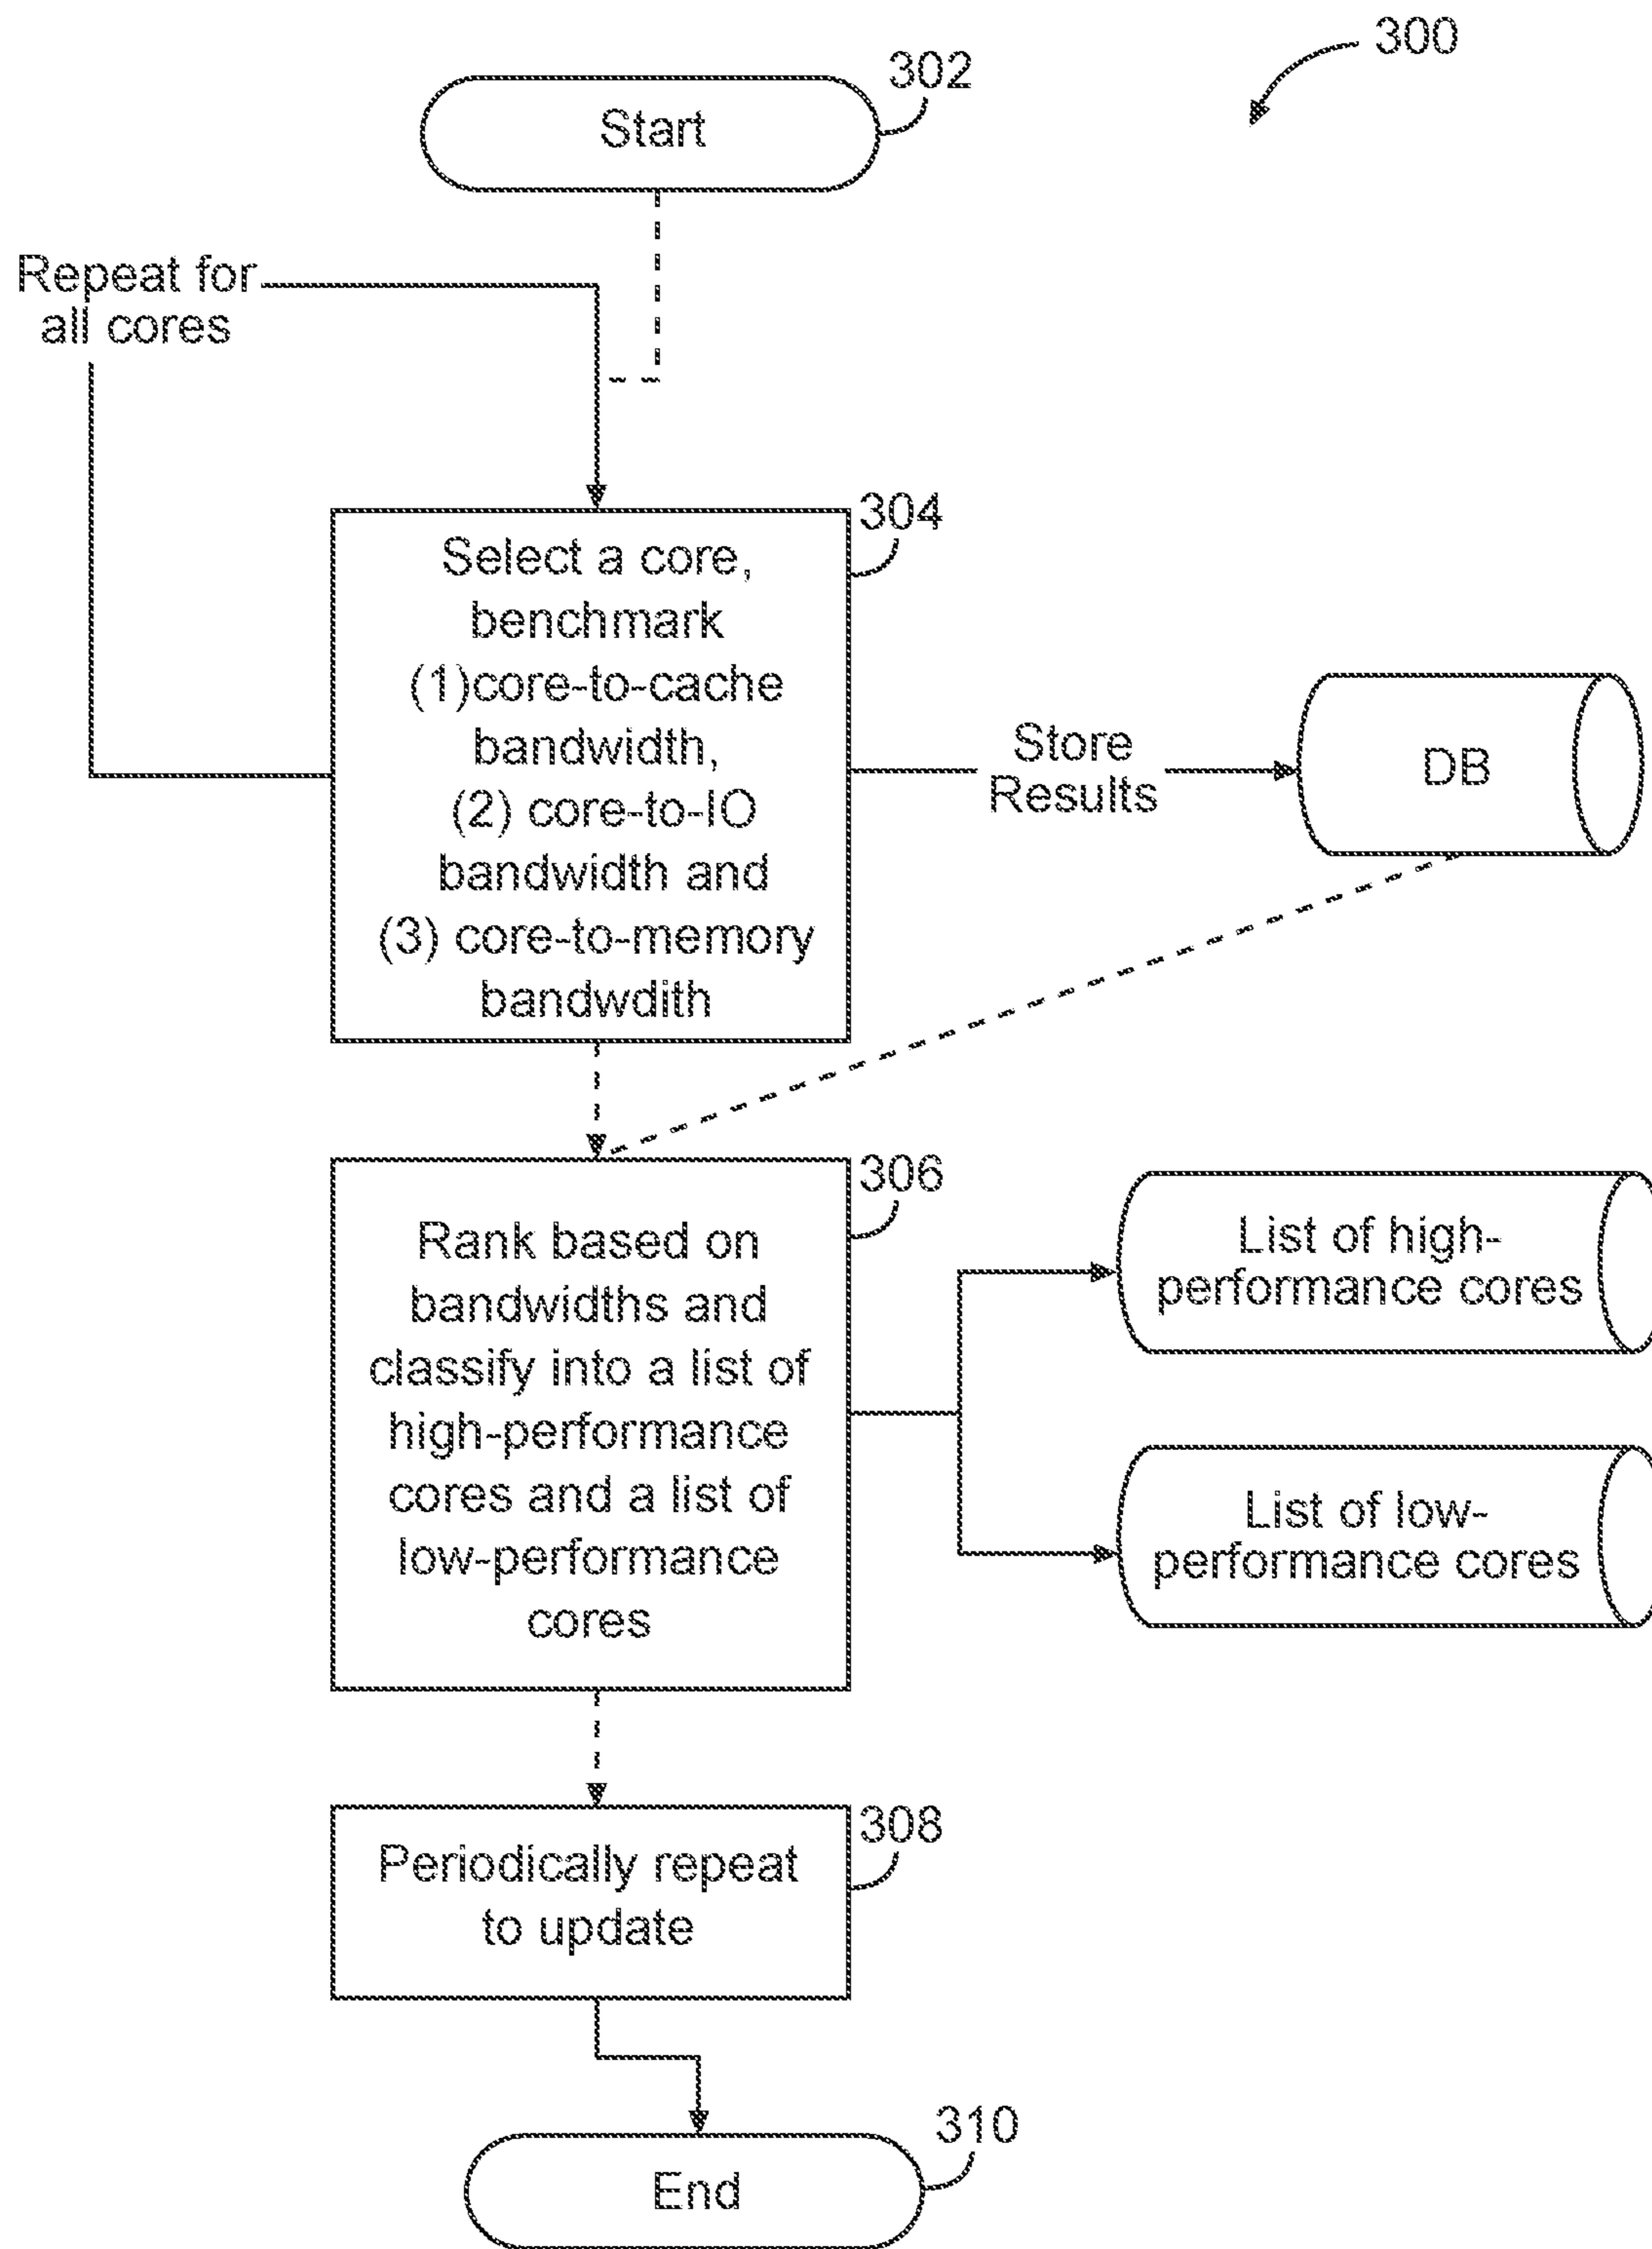 300
302
Start
Repeat for
all cores
304
Select a core,
benchmark
(1)core-to-cache
bandwidth,
(2) core-to-IO
bandwidth and
(3) core-to-memory
bandwdith
Store
Results
DB
306
Rank based on
bandwidths and
classify into a list of
high-performance
cores and a list of
low-performance
cores
List of high-
performance cores
List of low-
performance cores
308
Periodically repeat
to update
310
End